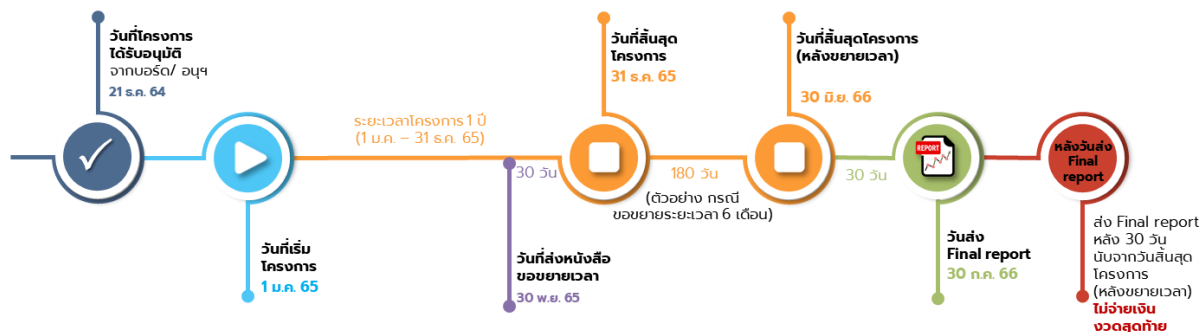 วันที่โครงการ
ได้รับอนุมัติ
จากบอร์ด/ อนุฯ
21 ธ.ค. 64
วันที่เริ่ม
โครงการ
1 ม.ค. 65
ระยะเวลาโครงการ 1 ปี
(1 ม.ค. – 31 ธ.ค. 65)
30 วัน
วันที่ส่งหนังสือ
ขอขยายเวลา
30 พ.ย. 65
วันที่สิ้นสุด
โครงการ
31 ธ.ค. 65
180 วัน
(ตัวอย่าง กรณี
ขอขยายระยะเวลา 6 เดือน)
วันที่สิ้นสุดโครงการ
(หลังขยายเวลา)
30 มิ.ย. 66
30 วัน
REPORT
วันส่ง
Final report
30 ก.ค. 66
หลังวันส่ง
Final
report
ส่ง Final report
หลัง 30 วัน
นับจากวันสิ้นสุด
โครงการ
(หลังขยายเวลา)
ไม่จ่ายเงิน
งวดสุดท้าย